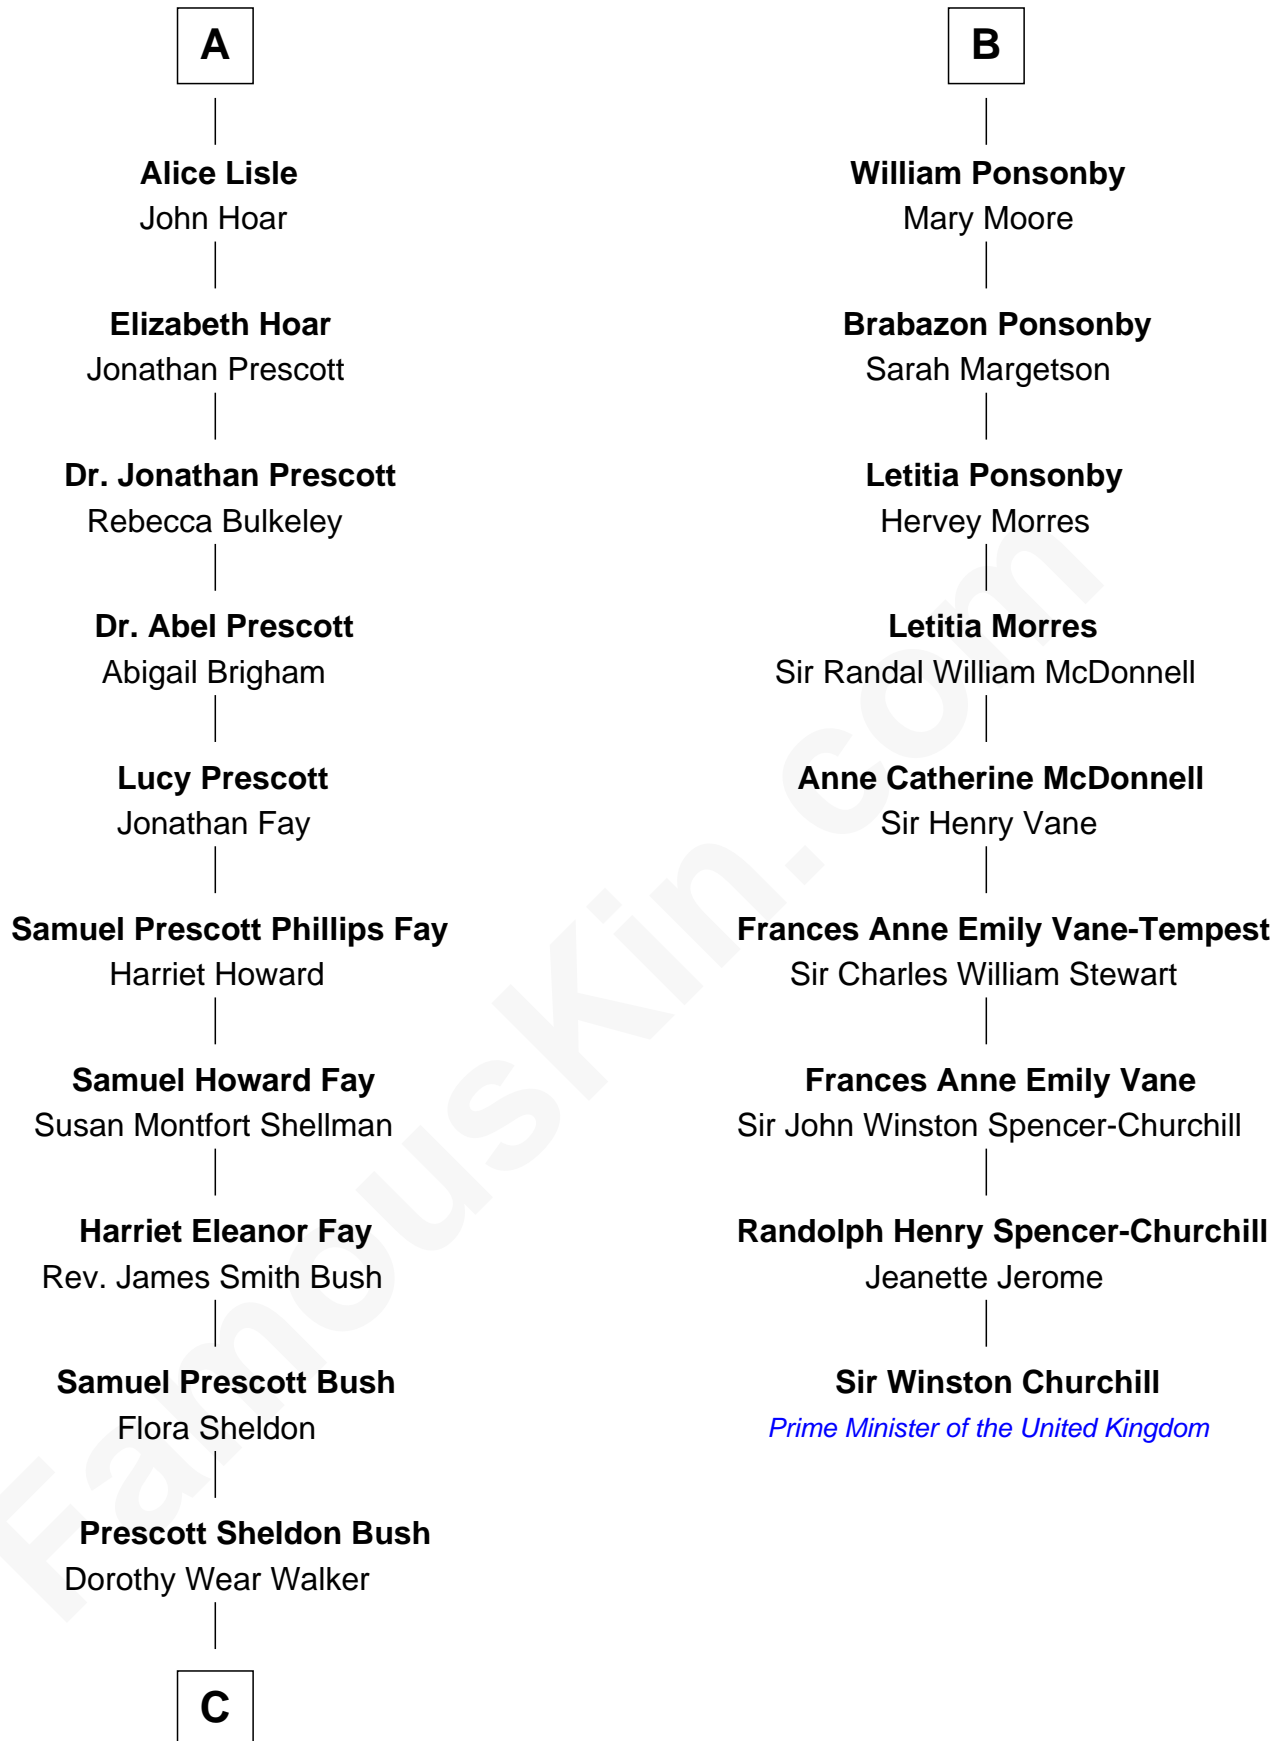 A
Alice Lisle
John Hoar
Elizabeth Hoar
Jonathan Prescott
Dr. Jonathan Prescott
Rebecca Bulkeley
Dr. Abel Prescott
Abigail Brigham
Lucy Prescott
Jonathan Fay
Samuel Prescott Phillips Fay
Harriet Howard
Samuel Howard Fay
Susan Montfort Shellman
Harriet Eleanor Fay
Rev. James Smith Bush
Samuel Prescott Bush
Flora Sheldon
Prescott Sheldon Bush
Dorothy Wear Walker
C
B
William Ponsonby
Mary Moore
Brabazon Ponsonby
Sarah Margetson
Letitia Ponsonby
Hervey Morres
Letitia Morres
Sir Randal William McDonnell
Anne Catherine McDonnell
Sir Henry Vane
Frances Anne Emily Vane-Tempest
Sir Charles William Stewart
Frances Anne Emily Vane
Sir John Winston Spencer-Churchill
Randolph Henry Spencer-Churchill
Jeanette Jerome
Sir Winston Churchill
Prime Minister of the United Kingdom
FamousKin.com